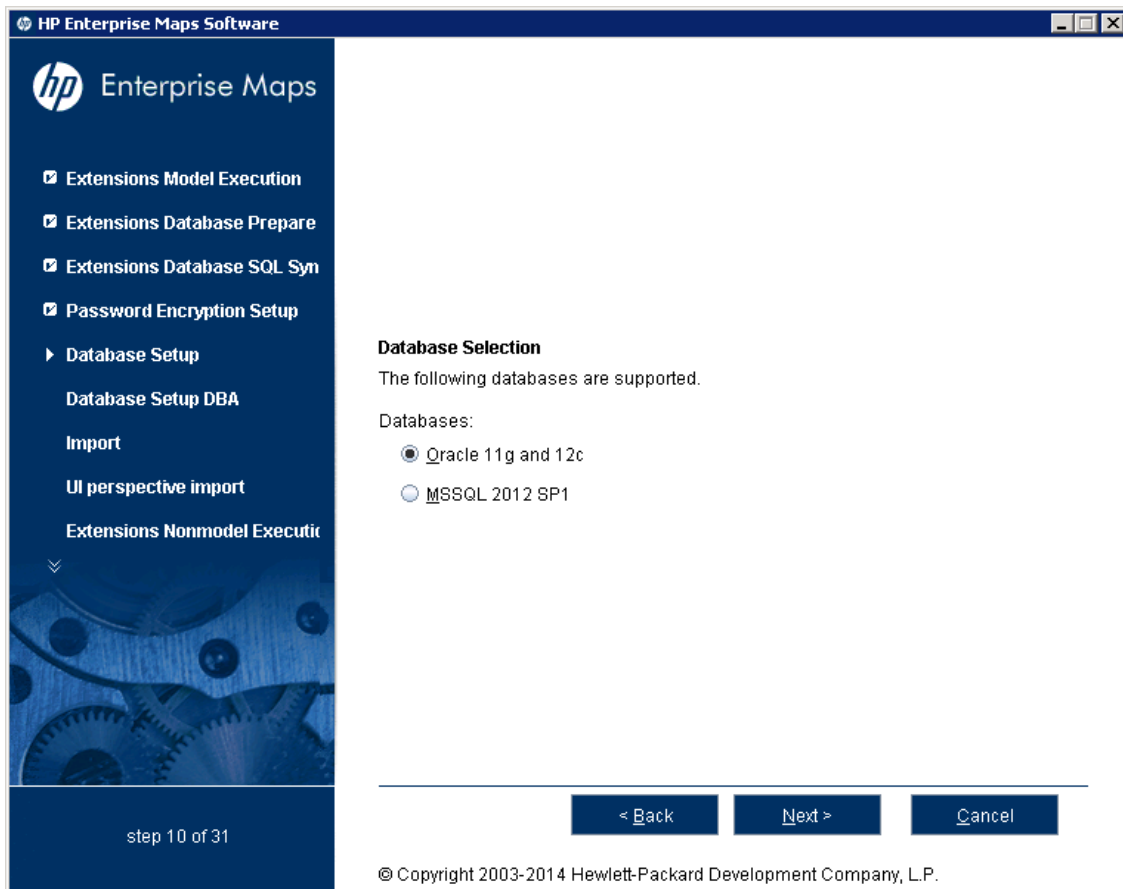 HP Enterprise Maps Software
hp Enterprise Maps
Extensions Model Execution
Extensions Database Prepare
Extensions Database SQL Syn
Password Encryption Setup
Database Setup
Database Setup DBA
Import
UI perspective import
Extensions Nonmodel Executic
step 10 of 31
Database Selection
The following databases are supported.
Databases:
Oracle 11g and 12c
MSSQL 2012 SP1
< Back
Next >
Cancel
© Copyright 2003-2014 Hewlett-Packard Development Company, L.P.